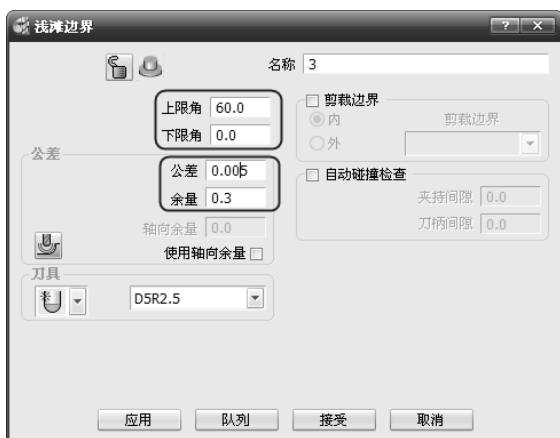 浅滩边界
名称 3
上限角 60.0
下限角 0.0
剪裁边界
内 剪裁边界
外
公差
公差 0.005
余量 0.3
轴向余量 0.0
使用轴向余量
自动碰撞检查
夹持间隙 0.0
刀柄间隙 0.0
刀具
D5R2.5
应用 队列 接受 取消